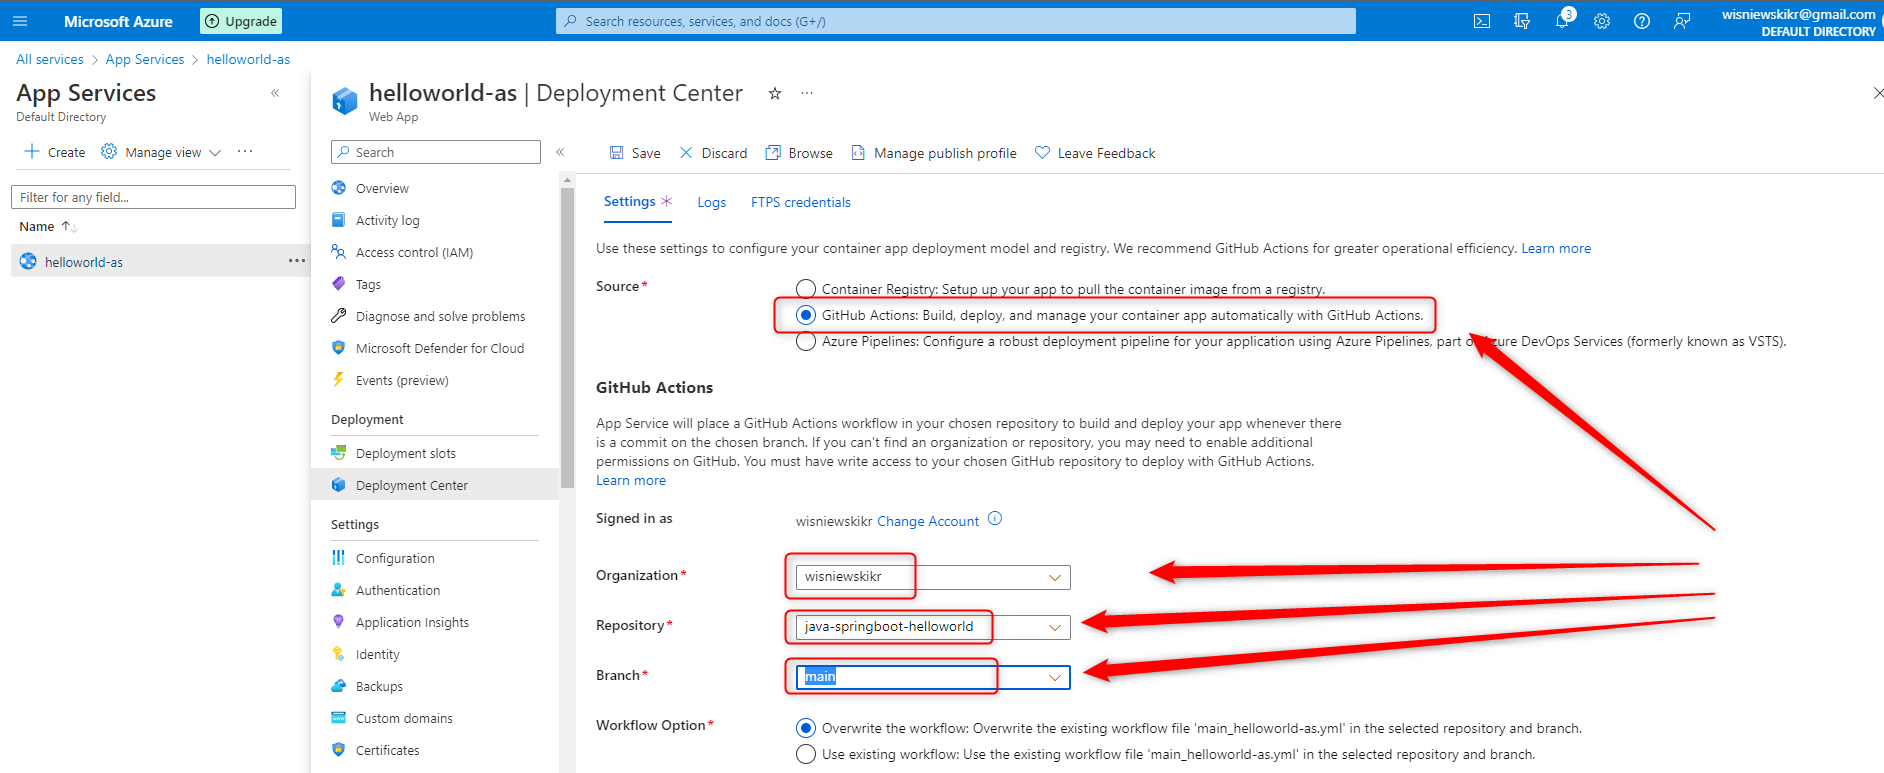 Microsoft Azure
Upgrade
Search resources, services, and docs (G+/)
3
wisniewskikr@gmail.com
DEFAULT DIRECTORY
All services > App Services > helloworld-as
App Services
Default Directory
Create
Manage view
Filter for any field...
Name
helloworld-as
helloworld-as | Deployment Center
Web App
Search
Overview
Activity log
Access control (IAM)
Tags
Diagnose and solve problems
Microsoft Defender for Cloud
Events (preview)
Deployment
Deployment slots
Deployment Center
Settings
Configuration
Authentication
Application Insights
Identity
Backups
Custom domains
Certificates
Save
Discard
Browse
Manage publish profile
Leave Feedback
Settings *
Logs
FTPS credentials
Use these settings to configure your container app deployment model and registry. We recommend GitHub Actions for greater operational efficiency. Learn more
Source*
Container Registry: Setup up your app to pull the container image from a registry.
GitHub Actions: Build, deploy, and manage your container app automatically with GitHub Actions.
Azure Pipelines: Configure a robust deployment pipeline for your application using Azure Pipelines, part DevOps Services (formerly known as VSTS).
GitHub Actions
App Service will place a GitHub Actions workflow in your chosen repository to build and deploy your app whenever there
is a commit on the chosen branch. If you can't find an organization or repository, you may need to enable additional
permissions on GitHub. You must have write access to your chosen GitHub repository to deploy with GitHub Actions.
Learn more
Signed in as
wisniewskikr Change Account
Organization*
wisniewskikr
Repository*
java-springboot-helloworld
Branch*
main
Workflow Option*
Overwrite the workflow: Overwrite the existing workflow file 'main_helloworld-as.yml' in the selected repository and branch.
Use existing workflow: Use the existing workflow file 'main_helloworld-as.yml' in the selected repository and branch.